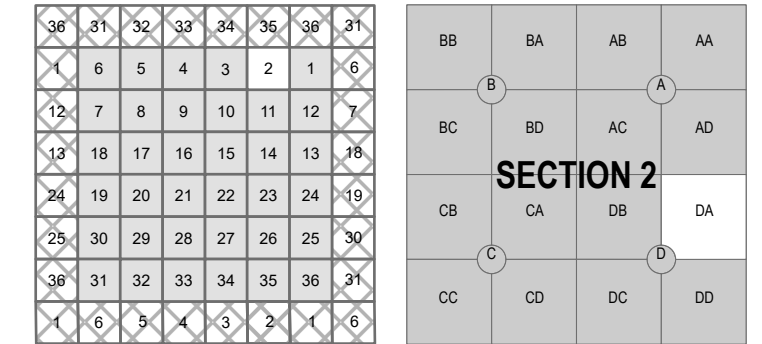 36 31 32 33 34 35 36 31
1 6 5 4 3 2 1 6
12 7 8 9 10 11 12 7
13 18 17 16 15 14 13 18
24 19 20 21 22 23 24 19
25 30 29 28 27 26 25 30
36 31 32 33 34 35 36 31
1 6 5 4 3 2 1 6
BB BA AB AA
B A
BC BD AC AD
SECTION 2
CB CA DB DA
C D
CC CD DC DD